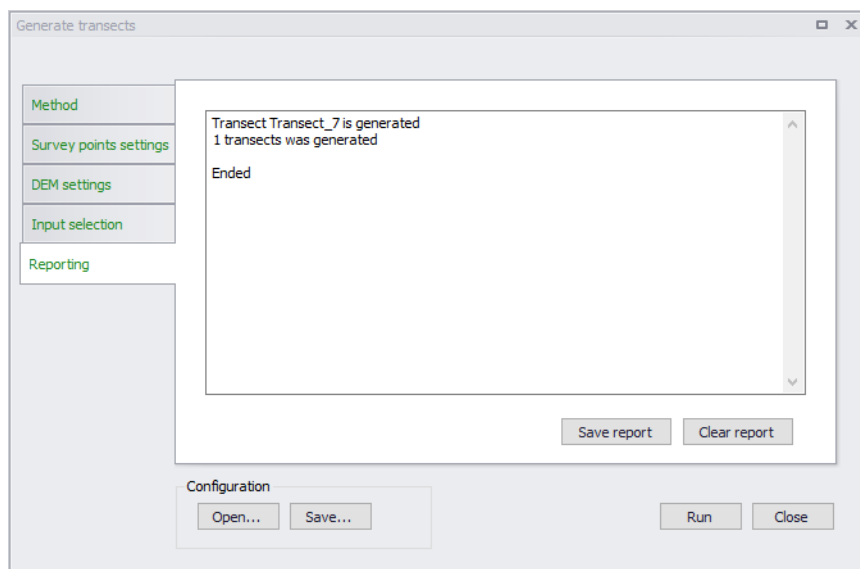 Generate transects
Method
Survey points settings
DEM settings
Input selection
Reporting
Transect Transect_7 is generated
1 transects was generated
Ended
Save report
Clear report
Configuration
Open...
Save...
Run
Close